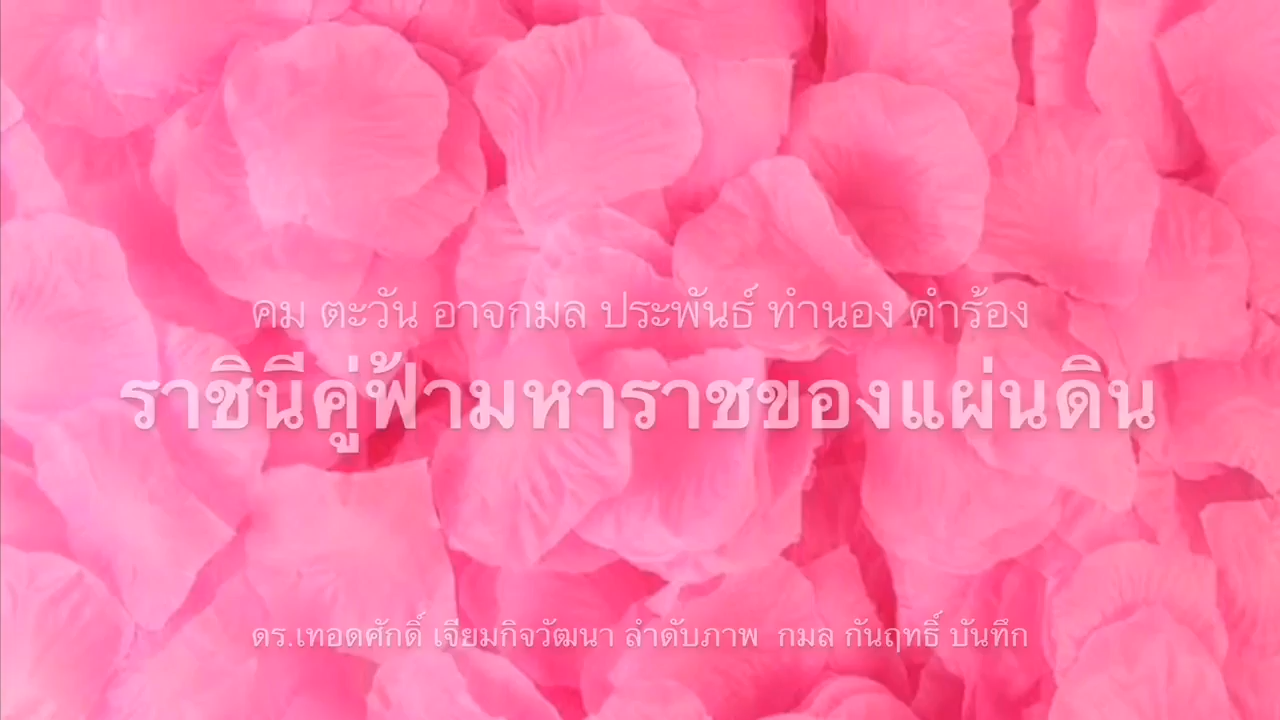 คม ตะวัน อาจกมล ประพันธ์ ทำนอง คำร้อง
ราชินีคู่ฟ้ามหาราชของแผ่นดิน
ดร.เทอดศักดิ์ เจียมกิจวัฒนา ลำดับภาพ กมล กันฤทธิ์ บันทึก